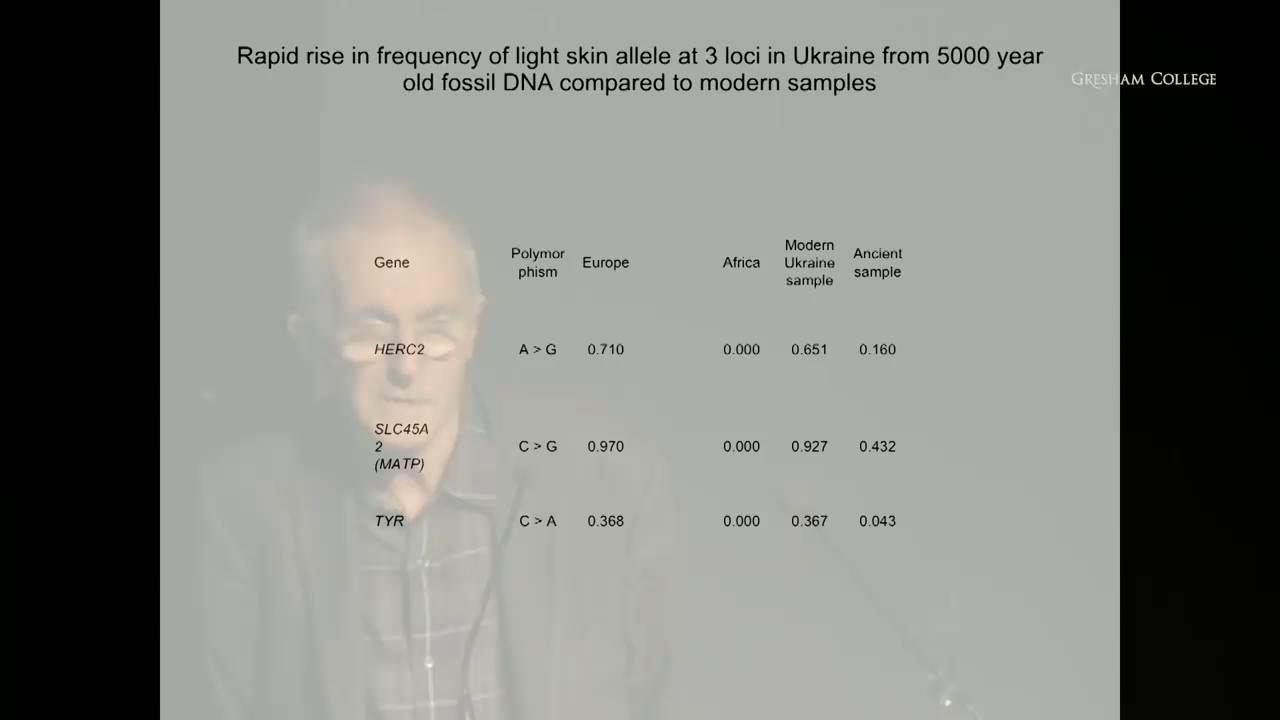 Rapid rise in frequency of light skin allele at 3 loci in Ukraine from 5000 year
old fossil DNA compared to modern samples
GRESHAM COLLEGE
Gene
Polymor
phism
Europe
Africa
Modern
Ukraine
sample
Ancient
sample
HERC2
A > G
0.710
0.000
0.651
0.160
SLC45A
2
(MATP)
C > G
0.970
0.000
0.927
0.432
TYR
C > A
0.368
0.000
0.367
0.043